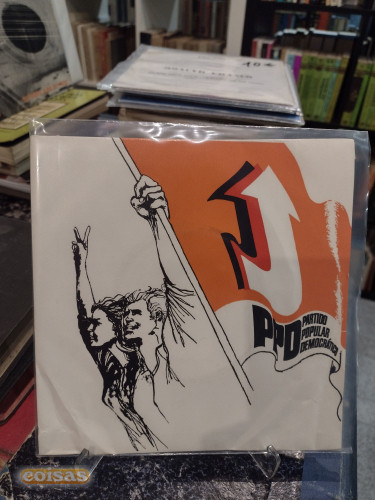 PPD
PARTIDO
POPULAR
DEMOCRÁTICO
coisas